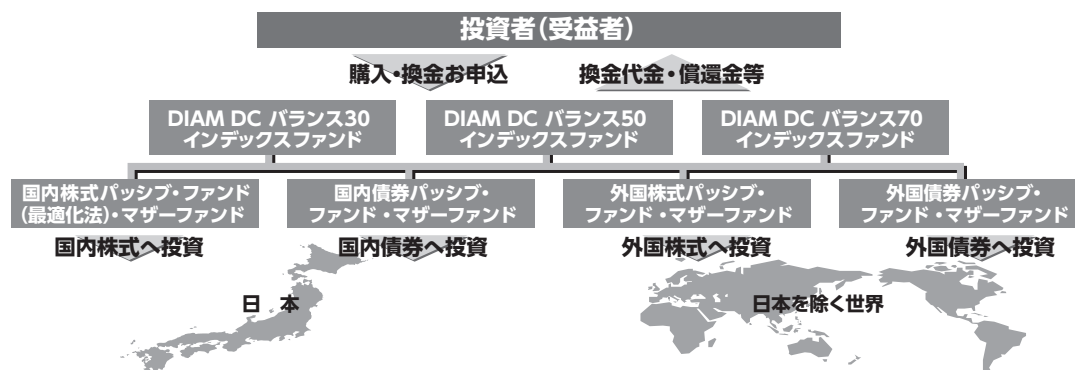 投資者（受益者）
購入・換金お申込
換金代金・償還金等
DIAM DC バランス30
インデックスファンド
DIAM DC バランス50
インデックスファンド
DIAM DC バランス70
インデックスファンド
国内株式パッシブ・ファンド
（最適化法）・マザーファンド
国内債券パッシブ・
ファンド・マザーファンド
外国株式パッシブ・
ファンド・マザーファンド
外国債券パッシブ・
ファンド・マザーファンド
国内株式へ投資
国内債券へ投資
外国株式へ投資
外国債券へ投資
日 本
日本を除く世界